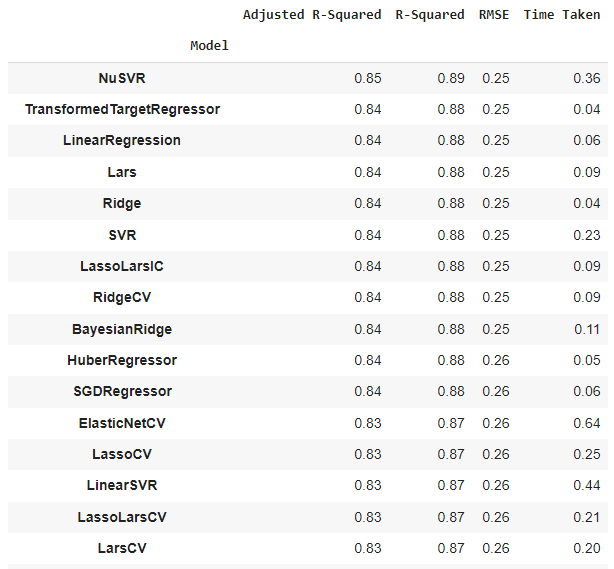 Adjusted R-Squared R-Squared RMSE Time Taken
Model
NuSVR 0.85 0.89 0.25 0.36
TransformedTargetRegressor 0.84 0.88 0.25 0.04
LinearRegression 0.84 0.88 0.25 0.06
Lars 0.84 0.88 0.25 0.09
Ridge 0.84 0.88 0.25 0.04
SVR 0.84 0.88 0.25 0.23
LassoLarsIC 0.84 0.88 0.25 0.09
RidgeCV 0.84 0.88 0.25 0.09
BayesianRidge 0.84 0.88 0.25 0.11
HuberRegressor 0.84 0.88 0.26 0.05
SGDRegressor 0.84 0.88 0.26 0.06
ElasticNetCV 0.83 0.87 0.26 0.64
LassoCV 0.83 0.87 0.26 0.25
LinearSVR 0.83 0.87 0.26 0.44
LassoLarsCV 0.83 0.87 0.26 0.21
LarsCV 0.83 0.87 0.26 0.20